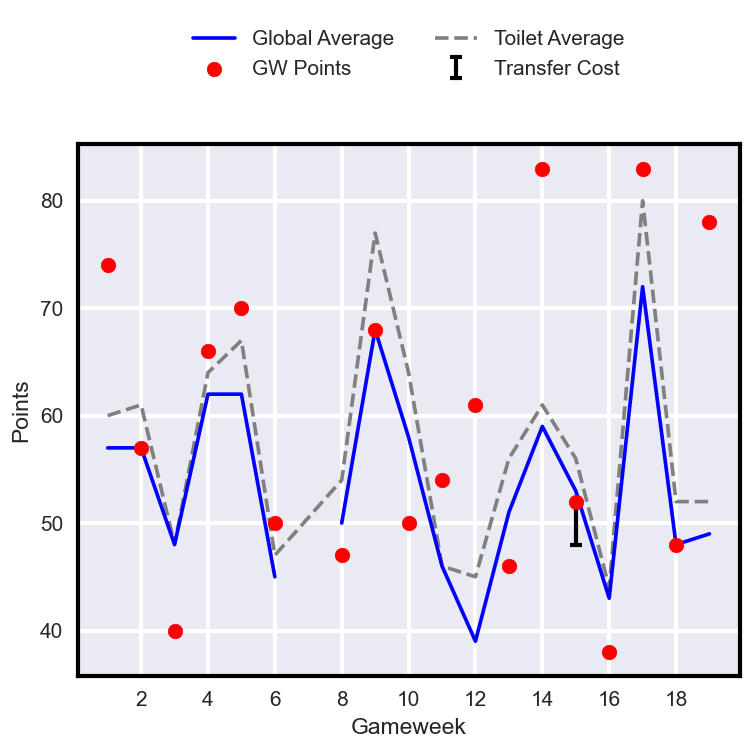 Global Average
Toilet Average
GW Points
Transfer Cost
80
70
60
50
40
Points
2 4 6 8 10 12 14 16 18
Gameweek